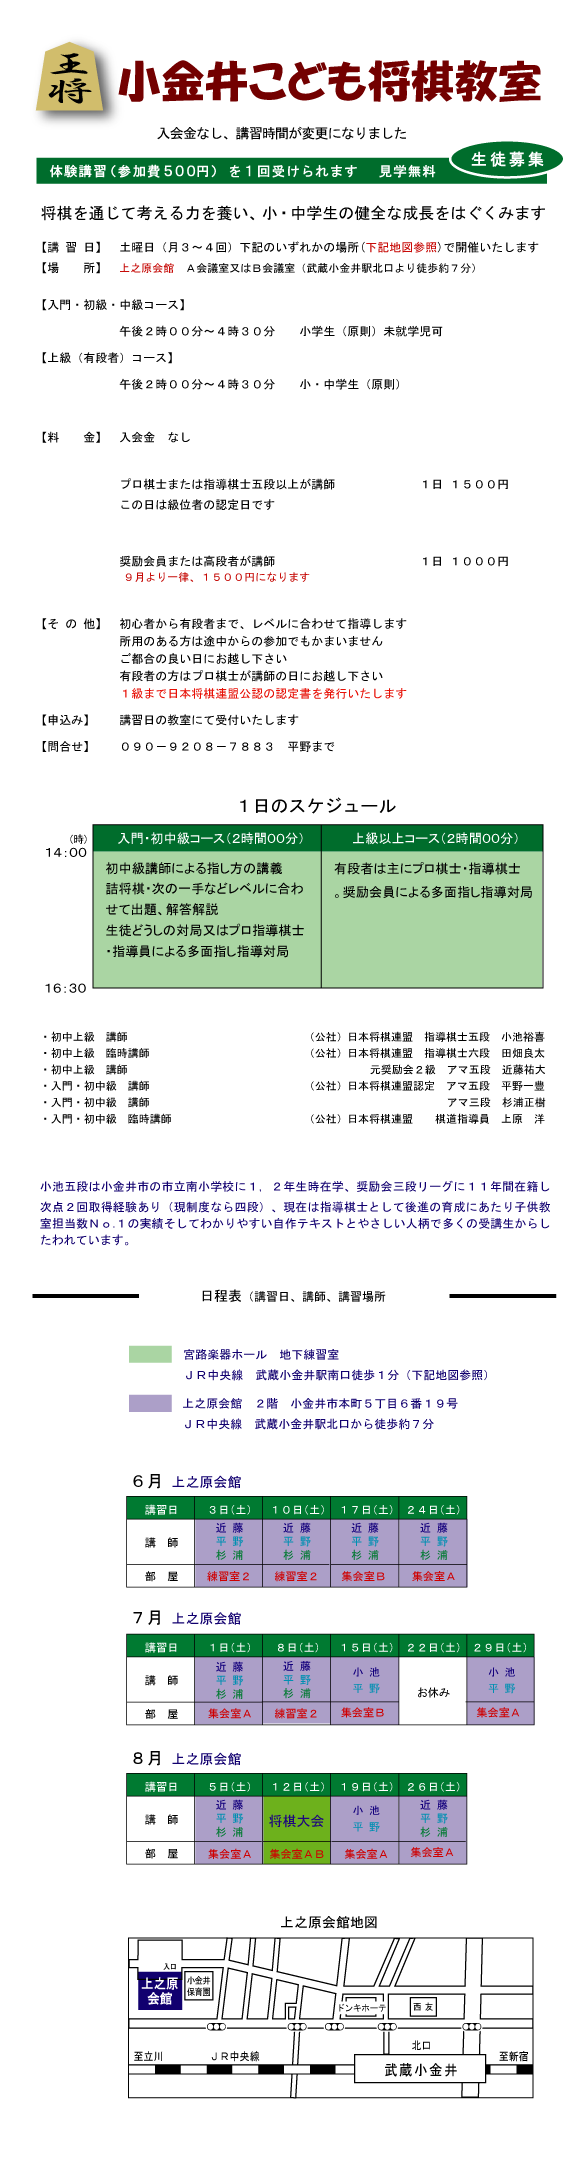 王将
小金井こども将棋教室
入会金なし、講習時間が変更になりました
生徒募集
体験講習(参加費500円) を1回受けられます 見学無料
将棋を通じて考える力を養い、小・中学生の健全な成長をはぐくみます
【講 習 日】 土曜日（月３～４回）下記のいずれかの場所(下記地図参照)で開催いたします
【場　　所】 上之原会館　Ａ会議室又はＢ会議室（武蔵小金井駅北口より徒歩約７分）
【入門・初級・中級コース】
午後２時００分～４時３０分　　小学生（原則）未就学児可
【上級（有段者）コース】
午後２時００分～４時３０分　　小・中学生（原則）
【料　　金】 入会金　なし
プロ棋士または指導棋士五段以上が講師　　1日 １５００円
この日は級位者の認定日です
奨励会員または高段者が講師　　1日 １０００円
９月より一律、１５００円になります
【そ の 他】 初心者から有段者まで、レベルに合わせて指導します
所用のある方は途中からの参加でもかまいません
ご都合の良い日にお越し下さい
有段者の方はプロ棋士が講師の日にお越し下さい
１級まで日本将棋連盟公認の認定書を発行いたします
【申込み】 講習日の教室にて受付いたします
【問合せ】 ０９０－９２０８－７８８３　平野まで
１日のスケジュール
(時)
入門・初中級コース(2時間00分)　上級以上コース(2時間00分)
14:00
初中級講師による指し方の講義
詰将棋・次の一手などレベルに合わ
せて出題、解答解説
生徒どうしの対局又はプロ指導棋士
・指導員による多面指し指導対局
有段者は主にプロ棋士・指導棋士
。奨励会員による多面指し指導対局
16:30
・初中上級　講師　　（公社）日本将棋連盟　指導棋士五段　小池裕喜
・初中上級　臨時講師　　（公社）日本将棋連盟　指導棋士六段　田畑良太
・初中上級　講師　　元奨励会２級　アマ五段　近藤祐大
・入門・初中級　講師　　（公社）日本将棋連盟認定　アマ五段　平野一豊
・入門・初中級　講師　　アマ三段　杉浦正樹
・入門・初中級　臨時講師　　（公社）日本将棋連盟　　棋道指導員　上原　洋
小池五段は小金井市の市立南小学校に１，２年生時在学、奨励会三段リーグに１１年間在籍し
次点２回取得経験あり（現制度なら四段）、現在は指導棋士として後進の育成にあたり子供教
室担当数Ｎｏ.１の実績そしてわかりやすい自作テキストとやさしい人柄で多くの受講生からし
たわれています。
日程表（講習日、講師、講習場所
宮路楽器ホール　地下練習室
ＪＲ中央線　武蔵小金井駅南口徒歩１分（下記地図参照）
上之原会館　２階　小金井市本町５丁目６番１９号
ＪＲ中央線　武蔵小金井駅北口から徒歩約７分
６月 上之原会館
講習日 ３日(土) １０日(土) １７日(土) ２４日(土)
近 藤 近 藤 近 藤 近 藤
講　師 平 野 平 野 平 野 平 野
杉 浦 杉 浦 杉 浦 杉 浦
部　屋 練習室２ 練習室２ 集会室Ｂ 集会室Ａ
７月 上之原会館
講習日 １日(土) ８日(土) １５日(土) ２２日(土) ２９日(土)
近 藤 近 藤 小 池 小 池
講　師 平 野 平 野 平 野 お休み 平 野
杉 浦 杉 浦
部　屋 集会室Ａ 練習室２ 集会室Ｂ 集会室Ａ
８月 上之原会館
講習日 ５日(土) １２日(土) １９日(土) ２６日(土)
近 藤 小 池 近 藤
講　師 平 野 将棋大会 平 野 平 野
杉 浦 杉 浦
部　屋 集会室Ａ 集会室ＡＢ 集会室Ａ 集会室Ａ
上之原会館地図
入口
上之原
会館
小金井
保育園
ドンキホーテ
西 友
北口
至立川
ＪＲ中央線
武蔵小金井
至新宿